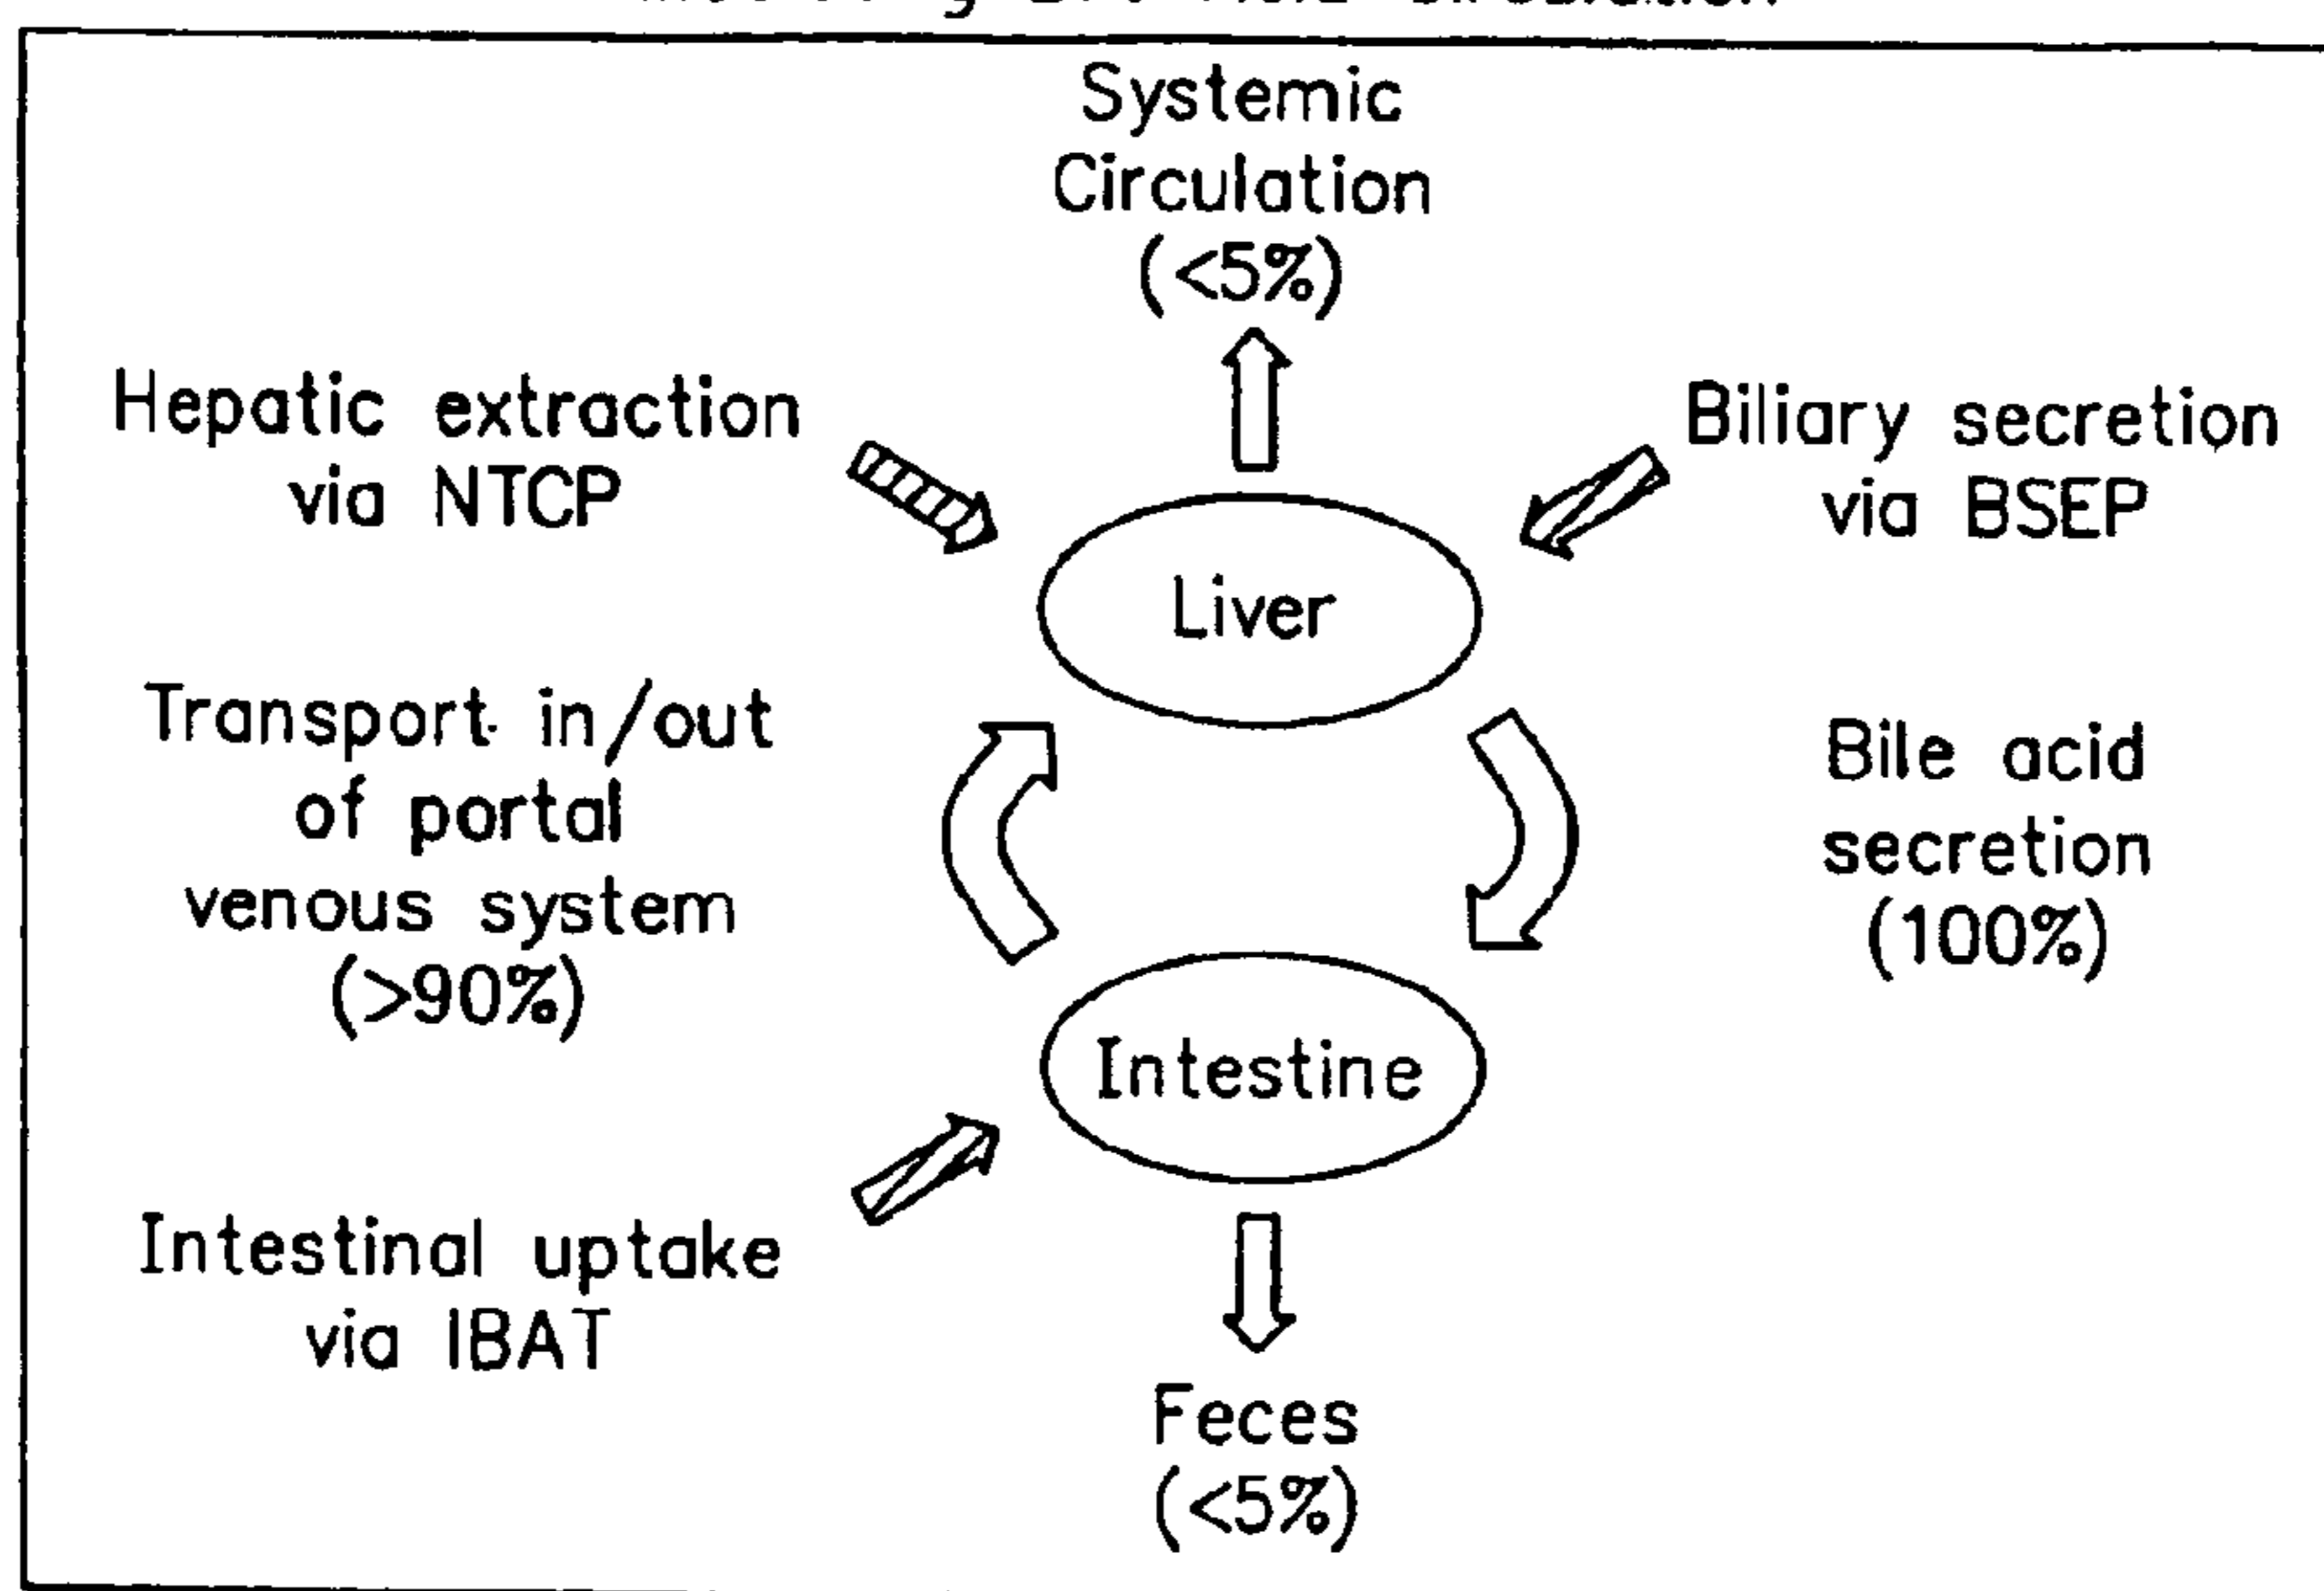 Systemic
Circulation
(<5%)
Hepatic extraction
via NTCP
Biliary secretion
via BSEP
Liver
Transport in/out
of portal
venous system
(>90%)
Bile acid
secretion
(100%)
Intestine
Intestinal uptake
via IBAT
Feces
(<5%)